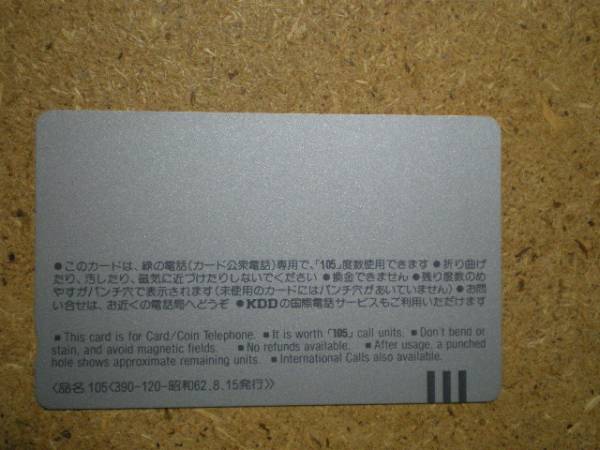 ●このカードは、緑の電話(カード公衆電話)専用で、「105」度数使用できます ●折り曲げ
たり、汚したり、磁気に近づけたりしないでください ●換金できません ●残り度数のめ
やすがパンチ穴で表示されます(未使用のカードにはパンチ穴があいていません) ●お問
い合せは、お近くの電話局へどうぞ ●KDDの国際電話サービスもご利用いただけます
■ This card is for Card/Coin Telephone. ■ It is worth 「105」 call units. ■ Don't bend or
stain, and avoid magnetic fields. ■ No refunds available. ■ After usage, a punched
hole shows approximate remaining units. ■ International Calls also available.
《品名 105〈390-120-昭和62.8.15発行〉》